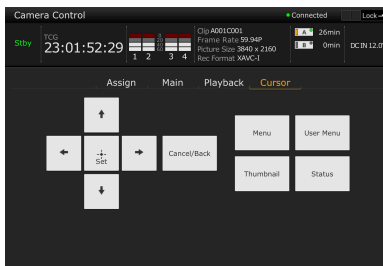 Camera Control
Connected
Lock
Stby
TCG
23:01:52:29
1 2 3 4
Clip A001C001
Frame Rate 59.94P
Picture Size 3840 x 2160
Rec Format XAVC-I
A 26min
B 0min
DC IN 12.0
Assign Main Playback Cursor
Set
Cancel/Back
Menu
User Menu
Thumbnail
Status